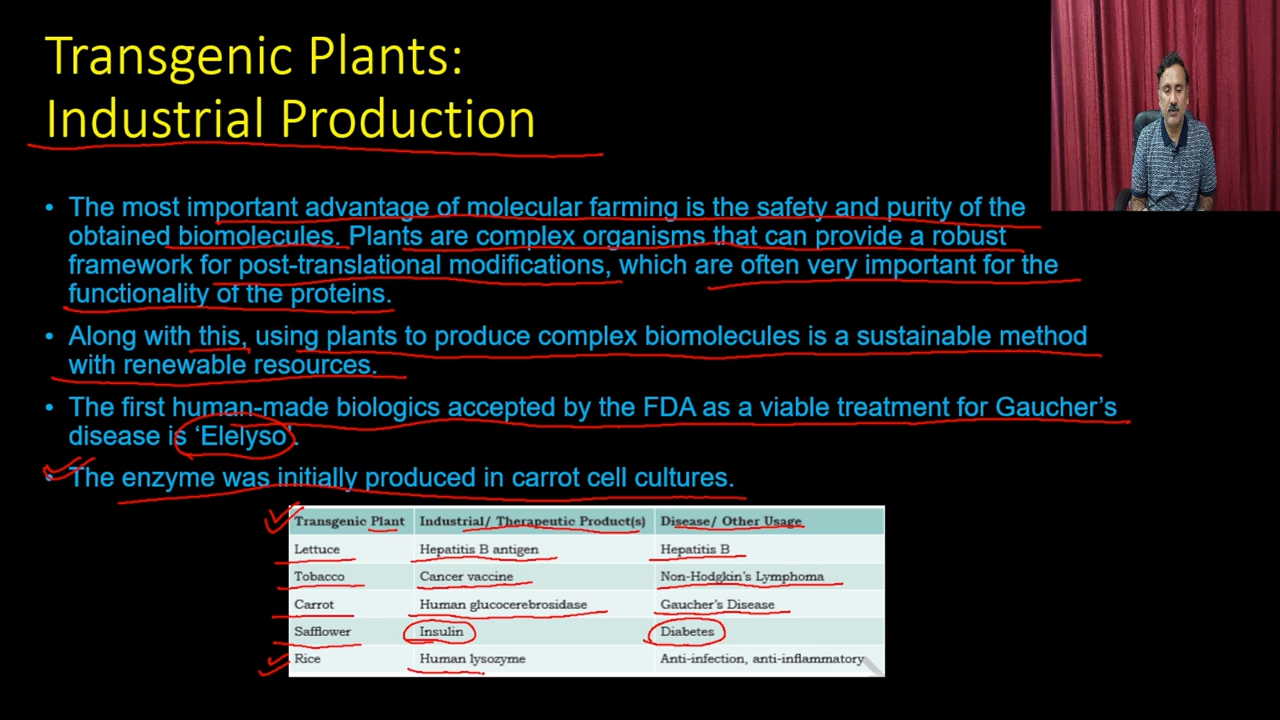 Transgenic Plants:
Industrial Production
• The most important advantage of molecular farming is the safety and purity of the
obtained biomolecules. Plants are complex organisms that can provide a robust
framework for post-translational modifications, which are often very important for the
functionality of the proteins.
• Along with this, using plants to produce complex biomolecules is a sustainable method
with renewable resources.
• The first human-made biologics accepted by the FDA as a viable treatment for Gaucher's
disease is ‘Elelyso’.
• The enzyme was initially produced in carrot cell cultures.
Transgenic Plant Industrial/ Therapeutic Product(s) Disease/ Other Usage
Lettuce Hepatitis B antigen Hepatitis B
Tobacco Cancer vaccine Non-Hodgkin's Lymphoma
Carrot Human glucocerebrosidase Gaucher's Disease
Safflower Insulin Diabetes
Rice Human lysozyme Anti-infection, anti-inflammatory